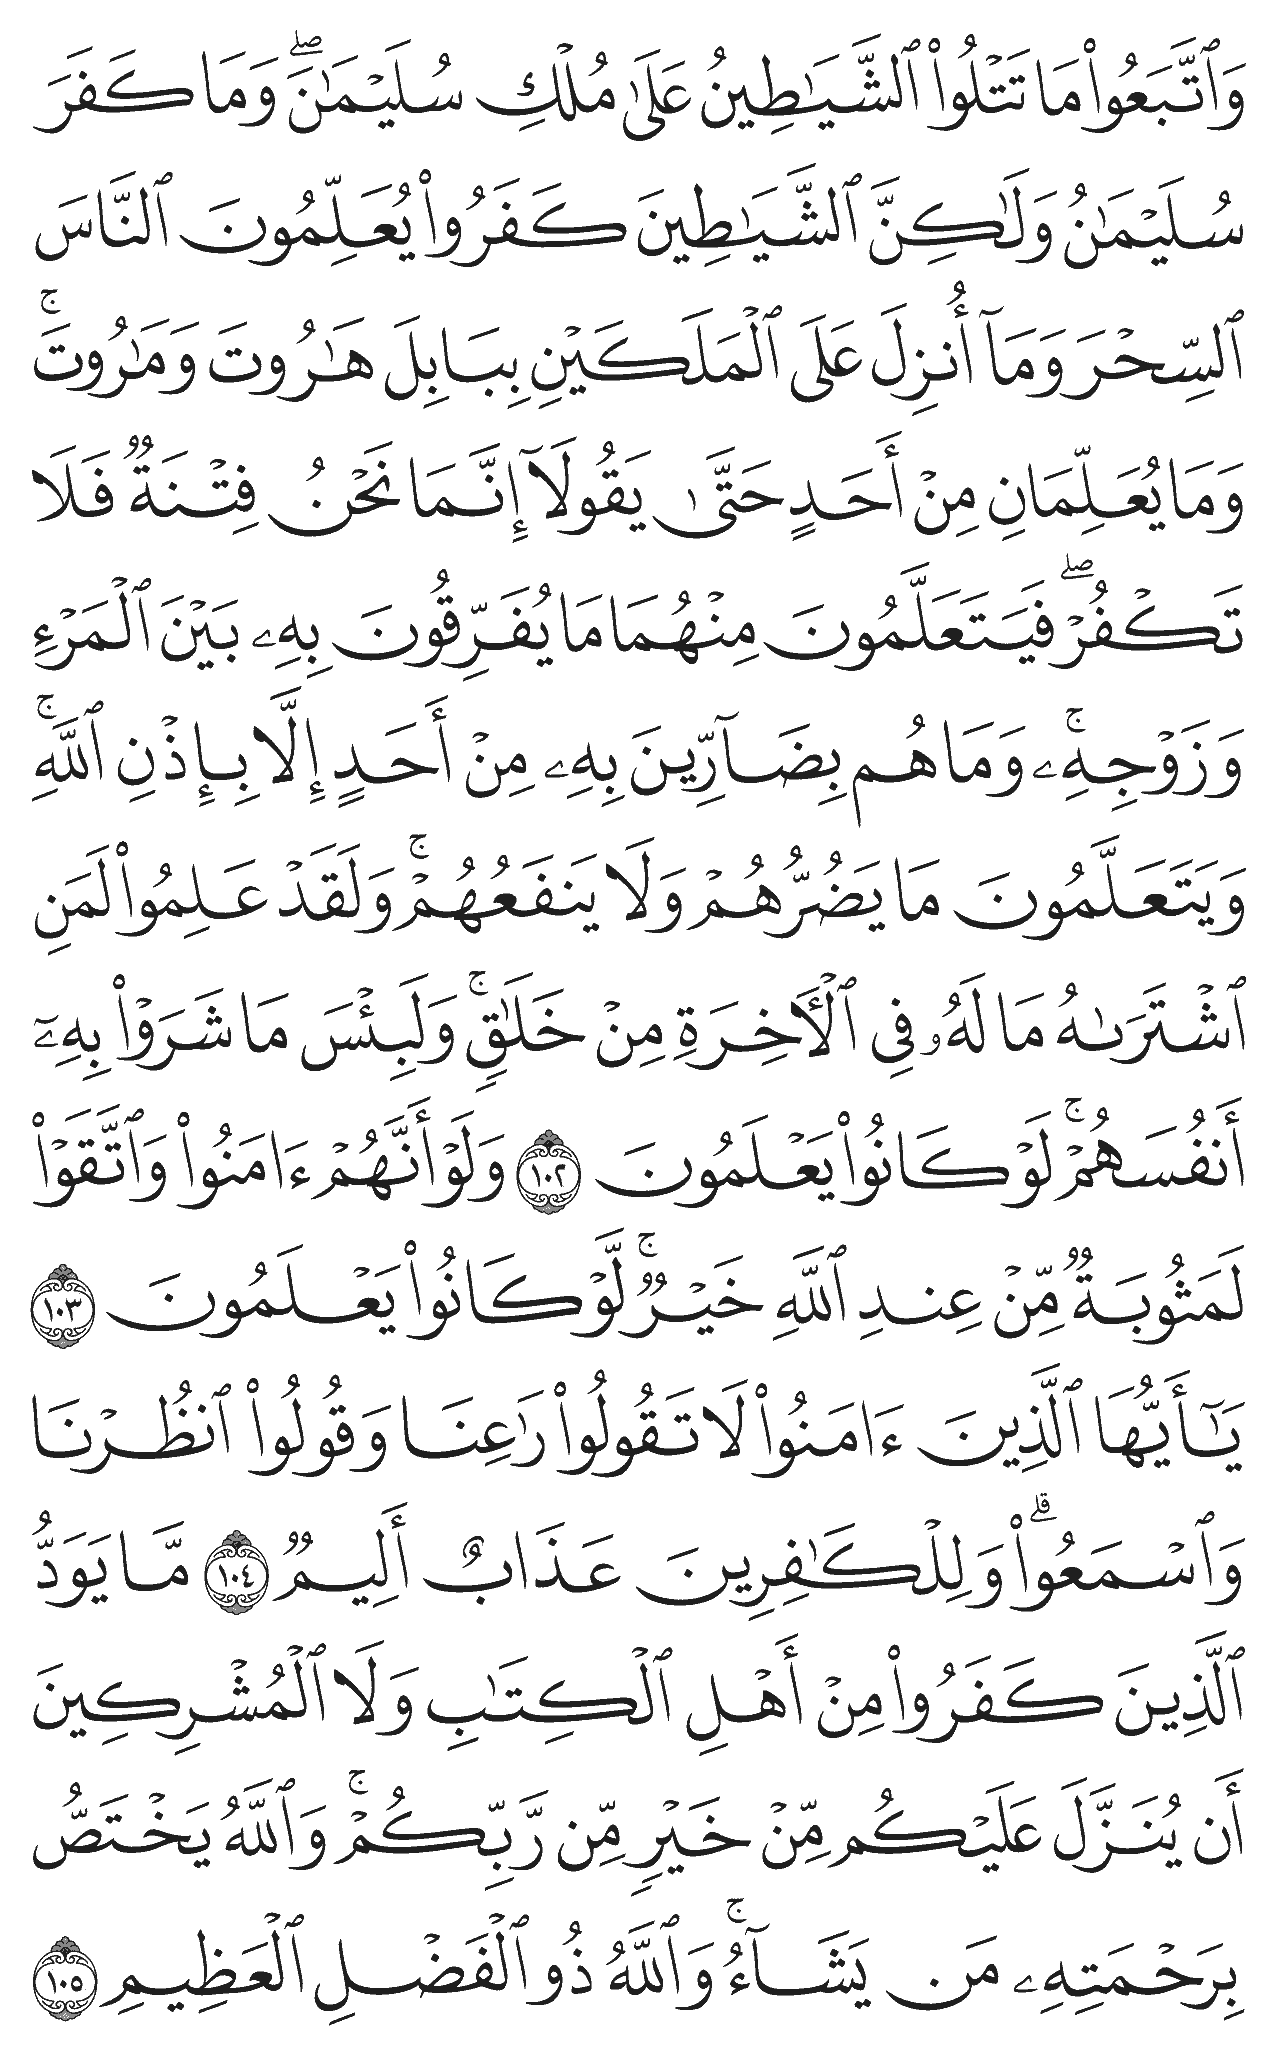 وَٱتَّبَعُوا۟ مَا تَتْلُوا۟ ٱلشَّيَـٰطِينُ عَلَىٰ مُلْكِ سُلَيْمَـٰنَ ۖ وَمَا كَفَرَ
سُلَيْمَـٰنُ وَلَـٰكِنَّ ٱلشَّيَـٰطِينَ كَفَرُوا۟ يُعَلِّمُونَ ٱلنَّاسَ
ٱلسِّحْرَ وَمَآ أُنزِلَ عَلَى ٱلْمَلَكَيْنِ بِبَابِلَ هَـٰرُوتَ وَمَـٰرُوتَ ۚ
وَمَا يُعَلِّمَانِ مِنْ أَحَدٍ حَتَّىٰ يَقُولَآ إِنَّمَا نَحْنُ فِتْنَةٌ فَلَا
تَكْفُرْ ۖ فَيَتَعَلَّمُونَ مِنْهُمَا مَا يُفَرِّقُونَ بِهِۦ بَيْنَ ٱلْمَرْءِ
وَزَوْجِهِۦ ۚ وَمَا هُم بِضَآرِّينَ بِهِۦ مِنْ أَحَدٍ إِلَّا بِإِذْنِ ٱللَّهِ ۚ
وَيَتَعَلَّمُونَ مَا يَضُرُّهُمْ وَلَا يَنفَعُهُمْ ۚ وَلَقَدْ عَلِمُوا۟ لَمَنِ
ٱشْتَرَىٰهُ مَا لَهُۥ فِى ٱلْـَٔاخِرَةِ مِنْ خَلَـٰقٍ ۚ وَلَبِئْسَ مَا شَرَوْا۟ بِهِۦٓ
أَنفُسَهُمْ ۚ لَوْ كَانُوا۟ يَعْلَمُونَ ١٠٢ وَلَوْ أَنَّهُمْ ءَامَنُوا۟ وَٱتَّقَوْا۟
لَمَثُوبَةٌ مِّنْ عِندِ ٱللَّهِ خَيْرٌ ۚ لَّوْ كَانُوا۟ يَعْلَمُونَ ١٠٣
يَـٰٓأَيُّهَا ٱلَّذِينَ ءَامَنُوا۟ لَا تَقُولُوا۟ رَٰعِنَا وَقُولُوا۟ ٱنظُرْنَا
وَٱسْمَعُوا۟ ۗ وَلِلْكَـٰفِرِينَ عَذَابٌ أَلِيمٌ ١٠٤ مَّا يَوَدُّ
ٱلَّذِينَ كَفَرُوا۟ مِنْ أَهْلِ ٱلْكِتَـٰبِ وَلَا ٱلْمُشْرِكِينَ
أَن يُنَزَّلَ عَلَيْكُم مِّنْ خَيْرٍ مِّن رَّبِّكُمْ ۚ وَٱللَّهُ يَخْتَصُّ
بِرَحْمَتِهِۦ مَن يَشَآءُ ۚ وَٱللَّهُ ذُو ٱلْفَضْلِ ٱلْعَظِيمِ ١٠٥